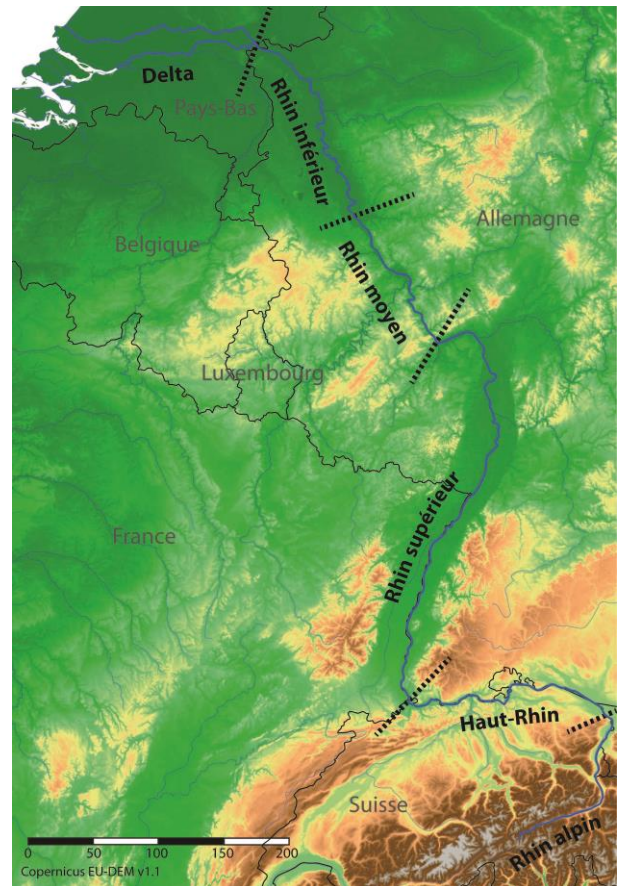 Delta
Pays-Bas
Rhin inférieur
Allemagne
Belgique
Rhin moyen
Luxembourg
Rhin supérieur
France
Haut-Rhin
Suisse
Rhin alpin
0 50 100 150 200
Copernicus EU-DEM v1.1